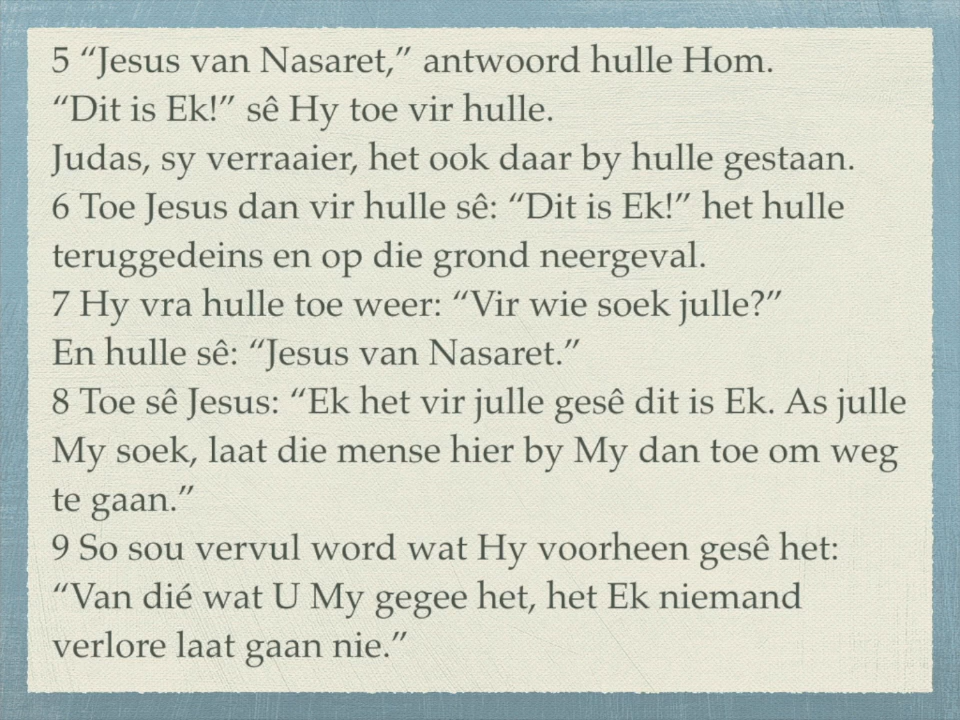 5 “Jesus van Nasaret,” antwoord hulle Hom.
“Dit is Ek!” sê Hy toe vir hulle.
Judas, sy verraaier, het ook daar by hulle gestaan.
6 Toe Jesus dan vir hulle sê: “Dit is Ek!” het hulle
teruggedeins en op die grond neergeval.
7 Hy vra hulle toe weer: “Vir wie soek julle?”
En hulle sê: “Jesus van Nasaret.”
8 Toe sê Jesus: “Ek het vir julle gesê dit is Ek. As julle
My soek, laat die mense hier by My dan toe om weg
te gaan.”
9 So sou vervul word wat Hy voorheen gesê het:
“Van dié wat U My gegee het, het Ek niemand
verlore laat gaan nie.”